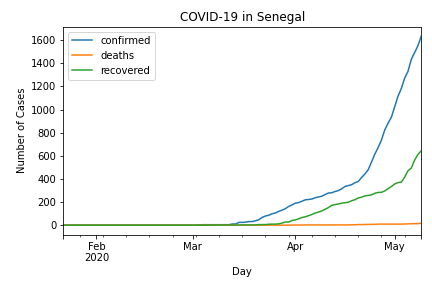 COVID-19 in Senegal
confirmed
deaths
recovered
Number of Cases
1600
1400
1200
1000
800
600
400
200
0
Feb
2020
Mar
Apr
May
Day